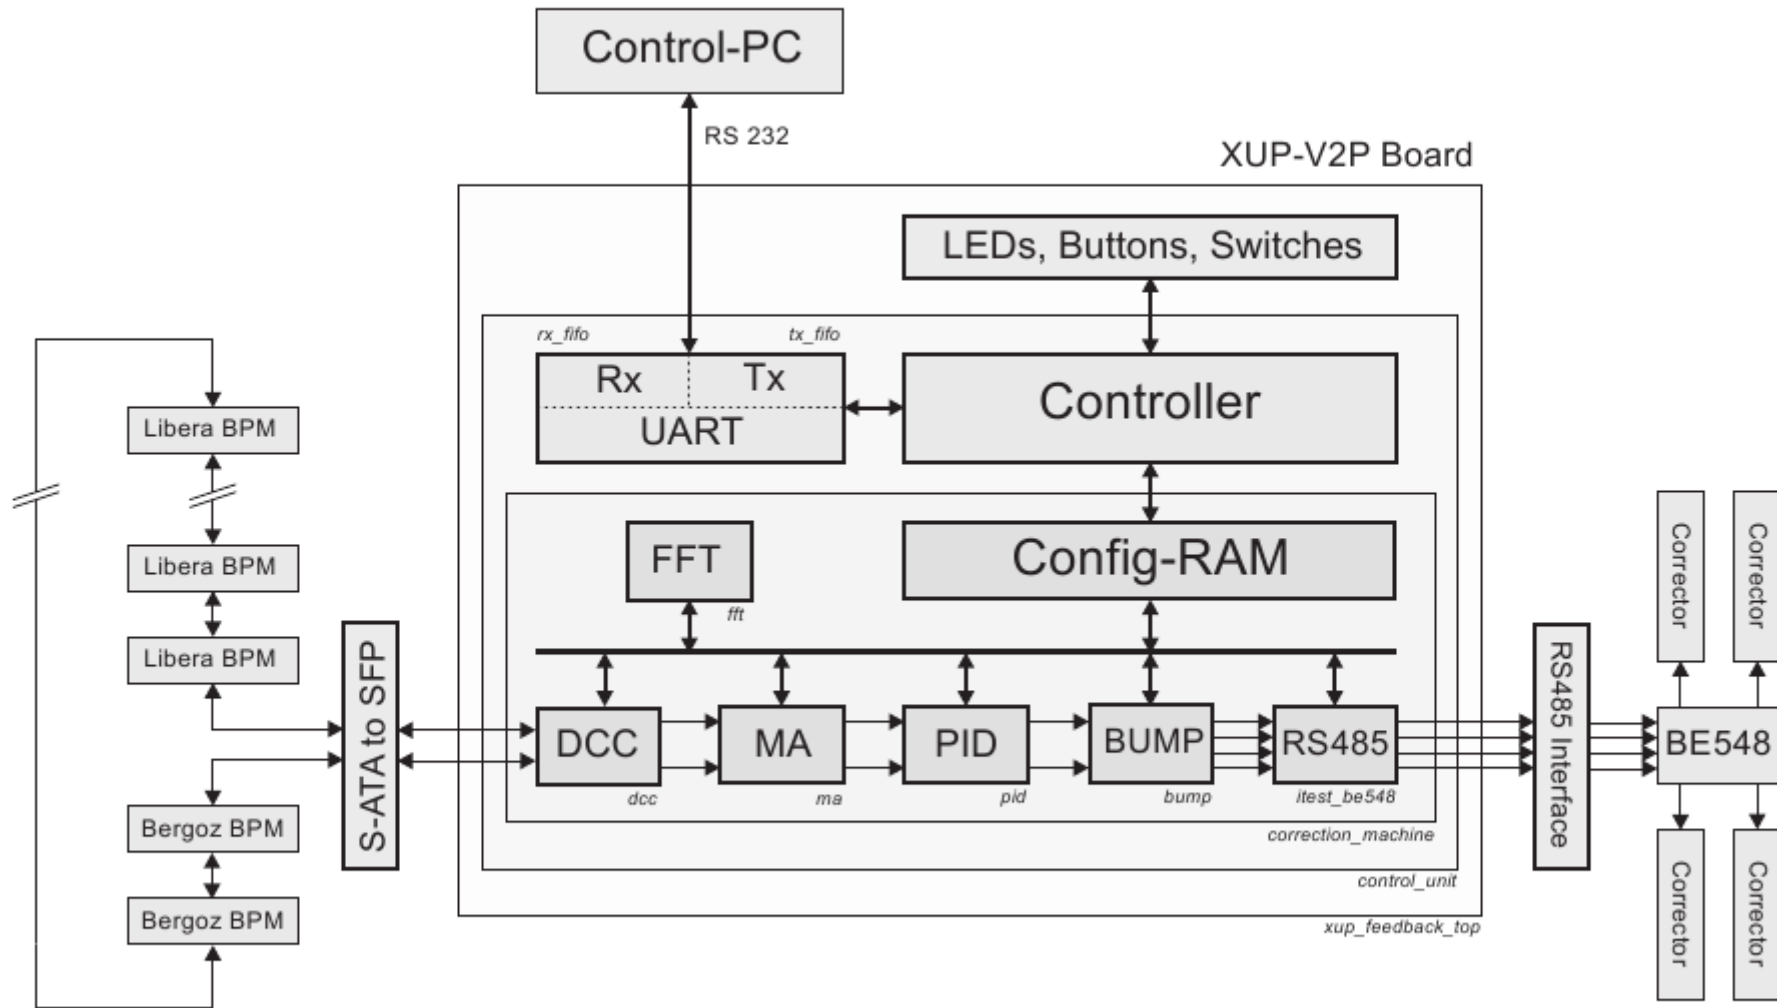 Control-PC
RS 232
XUP-V2P Board
LEDs, Buttons, Switches
rx_fifo
tx_fifo
Rx
Tx
UART
Controller
Libera BPM
Libera BPM
Libera BPM
Bergoz BPM
Bergoz BPM
S-ATA to SFP
FFT
fft
Config-RAM
DCC
dcc
MA
ma
PID
pid
BUMP
bump
RS485
itest_be548
correction_machine
control_unit
xup_feedback_top
RS485 Interface
Corrector
Corrector
BE548
Corrector
Corrector